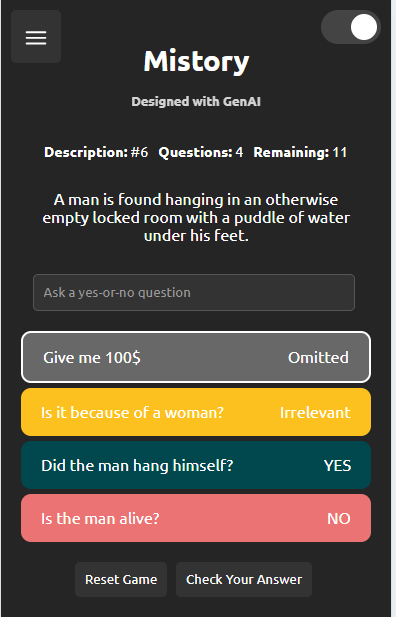 Mistory
Designed with GenAI
Description: #6 Questions: 4 Remaining: 11
A man is found hanging in an otherwise
empty locked room with a puddle of water
under his feet.
Ask a yes-or-no question
Give me 100$ Omitted
Is it because of a woman? Irrelevant
Did the man hang himself? YES
Is the man alive? NO
Reset Game Check Your Answer